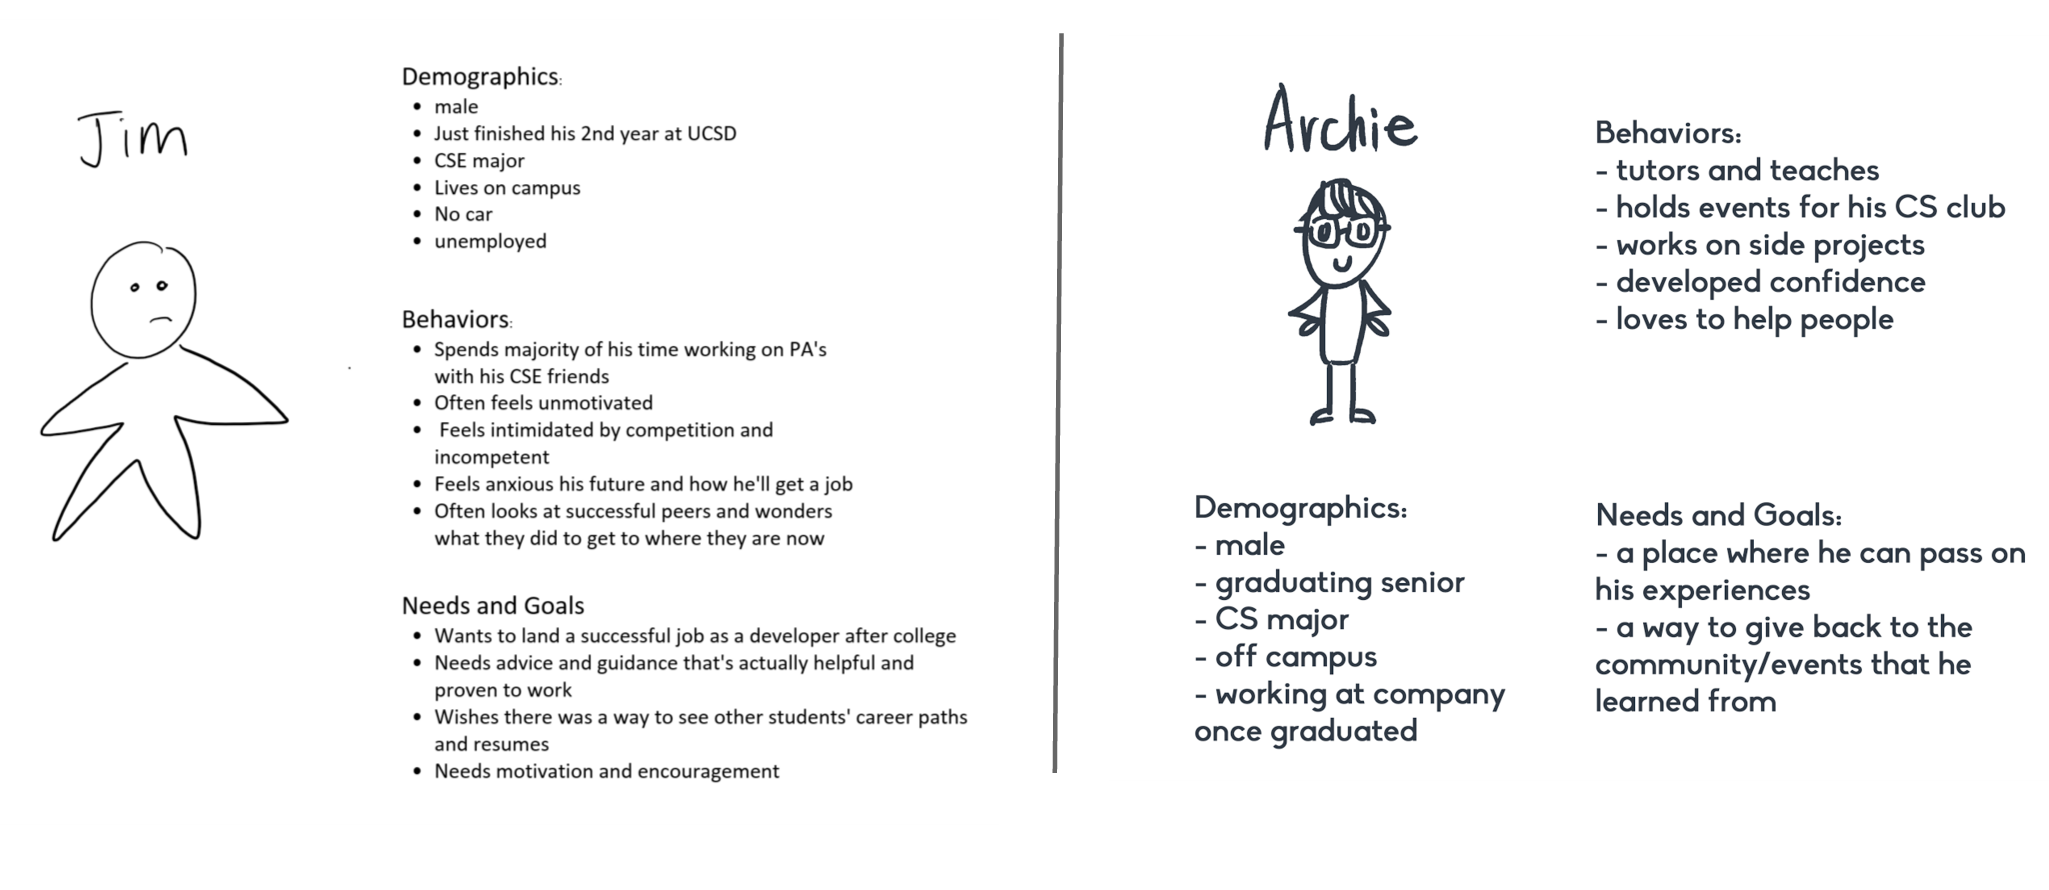 Jim
Demographics:
• male
• Just finished his 2nd year at UCSD
• CSE major
• Lives on campus
• No car
• unemployed
Behaviors:
• Spends majority of his time working on PA's
with his CSE friends
• Often feels unmotivated
• Feels intimidated by competition and
incompetent
• Feels anxious his future and how he'll get a job
• Often looks at successful peers and wonders
what they did to get to where they are now
Needs and Goals
• Wants to land a successful job as a developer after college
• Needs advice and guidance that's actually helpful and
proven to work
• Wishes there was a way to see other students' career paths
and resumes
• Needs motivation and encouragement
Archie
Behaviors:
- tutors and teaches
- holds events for his CS club
- works on side projects
- developed confidence
- loves to help people
Demographics:
- male
- graduating senior
- CS major
- off campus
- working at company
once graduated
Needs and Goals:
- a place where he can pass on
his experiences
- a way to give back to the
community/events that he
learned from